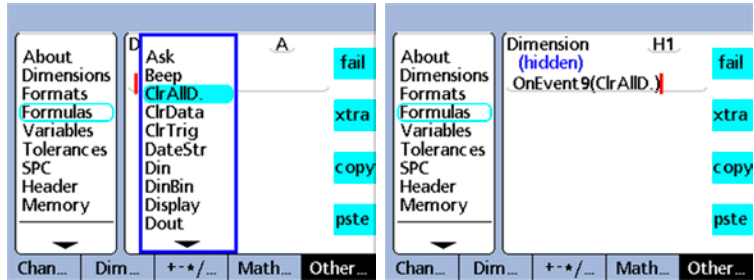 About
Dimensions
Formats
Formulas
Variables
Tolerances
SPC
Header
Memory
D
A
Ask
Beep
ClrAllD.
ClrData
ClrTrig
DateStr
Din
DinBin
Display
Dout
fail
xtra
copy
pste
Chan... Dim... +-*/... Math... Other...
About
Dimensions
Formats
Formulas
Variables
Tolerances
SPC
Header
Memory
Dimension H1
(hidden)
OnEvent9(ClrAllD.)
fail
xtra
copy
pste
Chan... Dim... +-*/... Math... Other...